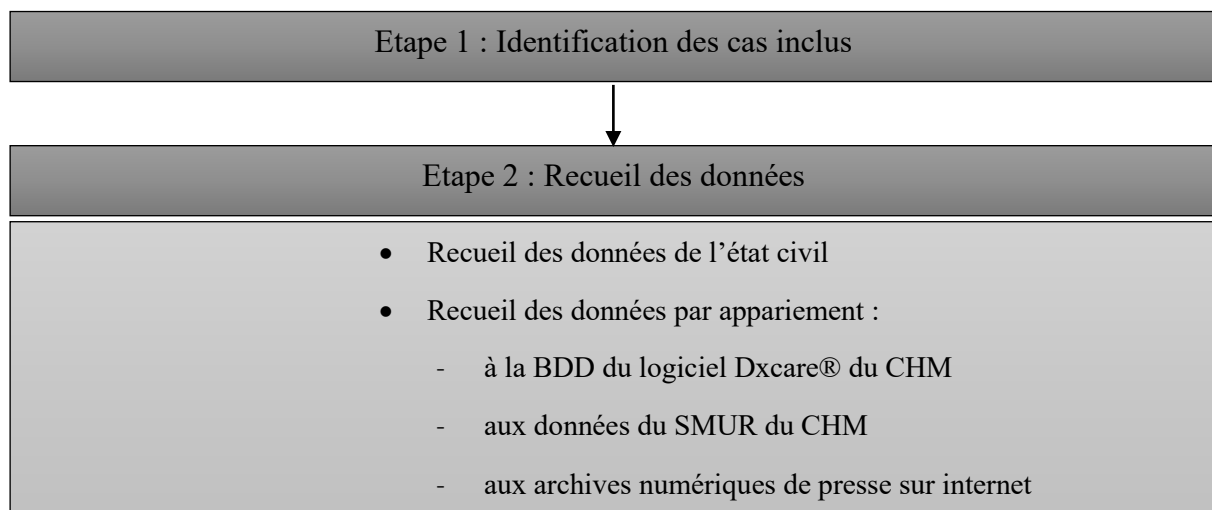 Etape 1 : Identification des cas inclus
Etape 2 : Recueil des données
• Recueil des données de l’état civil
• Recueil des données par appariement :
- à la BDD du logiciel Dxcare® du CHM
- aux données du SMUR du CHM
- aux archives numériques de presse sur internet